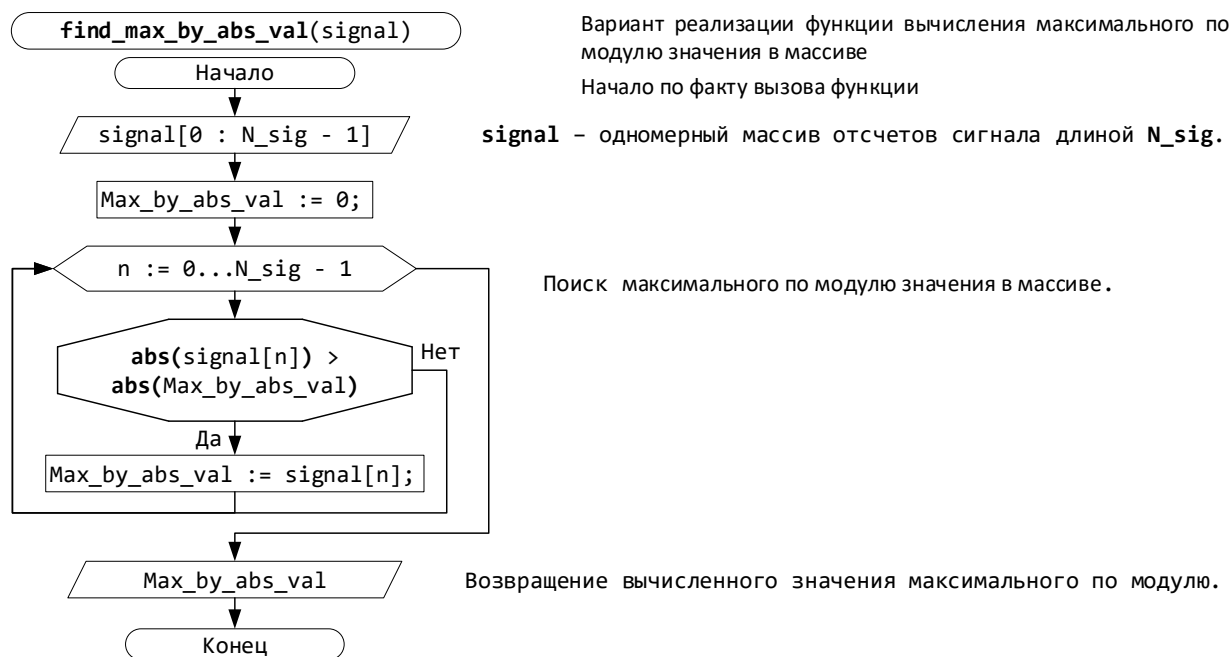 find_max_by_abs_val(signal)
Вариант реализации функции вычисления максимального по
модулю значения в массиве
Начало
Начало по факту вызова функции
signal[0 : N_sig - 1]
signal – одномерный массив отсчетов сигнала длиной N_sig.
Max_by_abs_val := 0;
n := 0...N_sig - 1
Поиск максимального по модулю значения в массиве.
abs(signal[n]) >
abs(Max_by_abs_val)
Нет
Да
Max_by_abs_val := signal[n];
Max_by_abs_val
Возвращение вычисленного значения максимального по модулю.
Конец